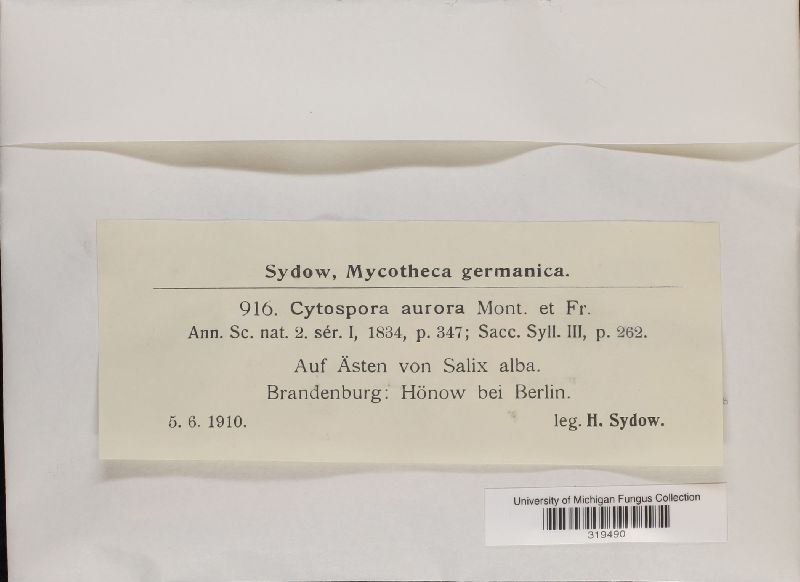 Sydow, Mycotheca germanica.
916. Cytospora aurora Mont. et Fr.
Ann. Sc. nat. 2. sér. I, 1834, p. 347; Sacc. Syll. III, p. 262.
Auf Ästen von Salix alba.
Brandenburg: Hönow bei Berlin.
5. 6. 1910. leg. H. Sydow.
University of Michigan Fungus Collection
319490